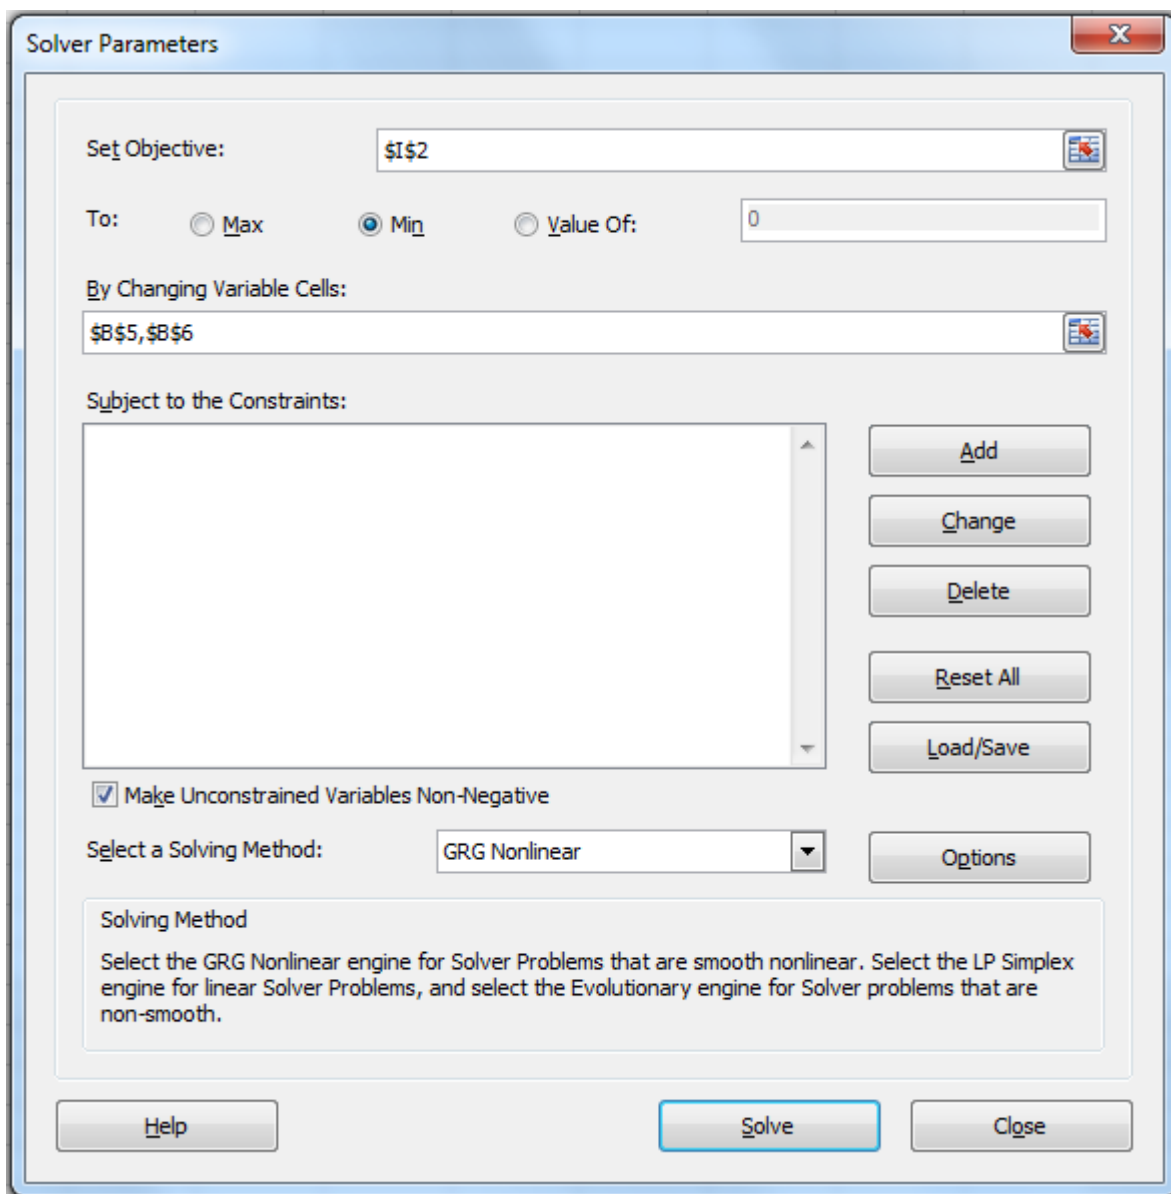 Solver Parameters
X
Set Objective:
$I$2
To:
Max
Min
Value Of:
0
By Changing Variable Cells:
$B$5,$B$6
Subject to the Constraints:
Add
Change
Delete
Reset All
Load/Save
Make Unconstrained Variables Non-Negative
Select a Solving Method:
GRG Nonlinear
Options
Solving Method
Select the GRG Nonlinear engine for Solver Problems that are smooth nonlinear. Select the LP Simplex
engine for linear Solver Problems, and select the Evolutionary engine for Solver problems that are
non-smooth.
Help
Solve
Close